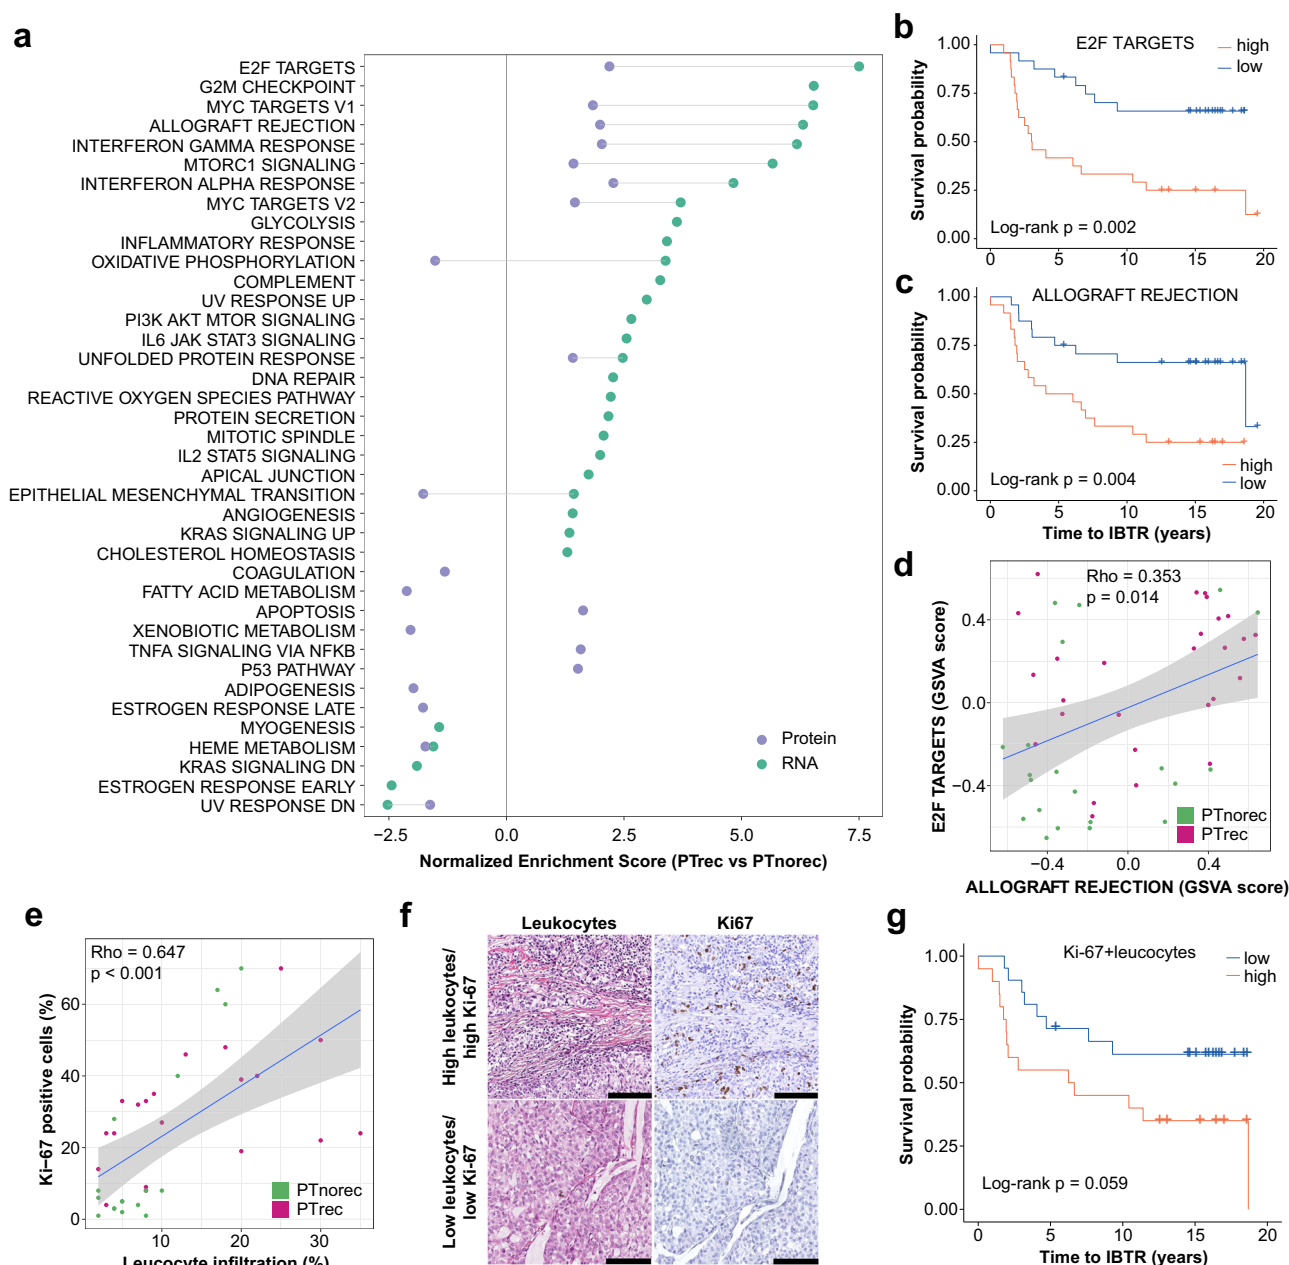 a
E2F TARGETS
G2M CHECKPOINT
MYC TARGETS V1
ALLOGRAFT REJECTION
INTERFERON GAMMA RESPONSE
MTORC1 SIGNALING
INTERFERON ALPHA RESPONSE
MYC TARGETS V2
GLYCOLYSIS
INFLAMMATORY RESPONSE
OXIDATIVE PHOSPHORYLATION
COMPLEMENT
UV RESPONSE UP
PI3K AKT MTOR SIGNALING
IL6 JAK STAT3 SIGNALING
UNFOLDED PROTEIN RESPONSE
DNA REPAIR
REACTIVE OXYGEN SPECIES PATHWAY
PROTEIN SECRETION
MITOTIC SPINDLE
IL2 STAT5 SIGNALING
APICAL JUNCTION
EPITHELIAL MESENCHYMAL TRANSITION
ANGIOGENESIS
KRAS SIGNALING UP
CHOLESTEROL HOMEOSTASIS
COAGULATION
FATTY ACID METABOLISM
APOPTOSIS
XENOBIOTIC METABOLISM
TNFA SIGNALING VIA NFKB
P53 PATHWAY
ADIPOGENESIS
ESTROGEN RESPONSE LATE
MYOGENESIS
HEME METABOLISM
KRAS SIGNALING DN
ESTROGEN RESPONSE EARLY
UV RESPONSE DN
Protein
RNA
−2.5 0.0 2.5 5.0 7.5
Normalized Enrichment Score (PTrec vs PTnorec)
b
E2F TARGETS
high
low
Survival probability
1.00
0.75
0.50
0.25
0.00
Log-rank p = 0.002
0 5 10 15 20
c
ALLOGRAFT REJECTION
Survival probability
1.00
0.75
0.50
0.25
0.00
high
low
Log-rank p = 0.004
0 5 10 15 20
Time to IBTR (years)
d
Rho = 0.353
p = 0.014
E2F TARGETS (GSVA score)
0.4
0.0
−0.4
PTnorec
PTrec
−0.4 0.0 0.4
ALLOGRAFT REJECTION (GSVA score)
e
Rho = 0.647
p < 0.001
Ki−67 positive cells (%)
60
40
20
0
PTnorec
PTrec
10 20 30
Leucocyte infiltration (%)
f
Leukocytes Ki67
High leukocytes/
high Ki-67
Low leukocytes/
low Ki-67
g
Ki-67+leucocytes
low
high
Survival probability
1.00
0.75
0.50
0.25
0.00
Log-rank p = 0.059
0 5 10 15 20
Time to IBTR (years)